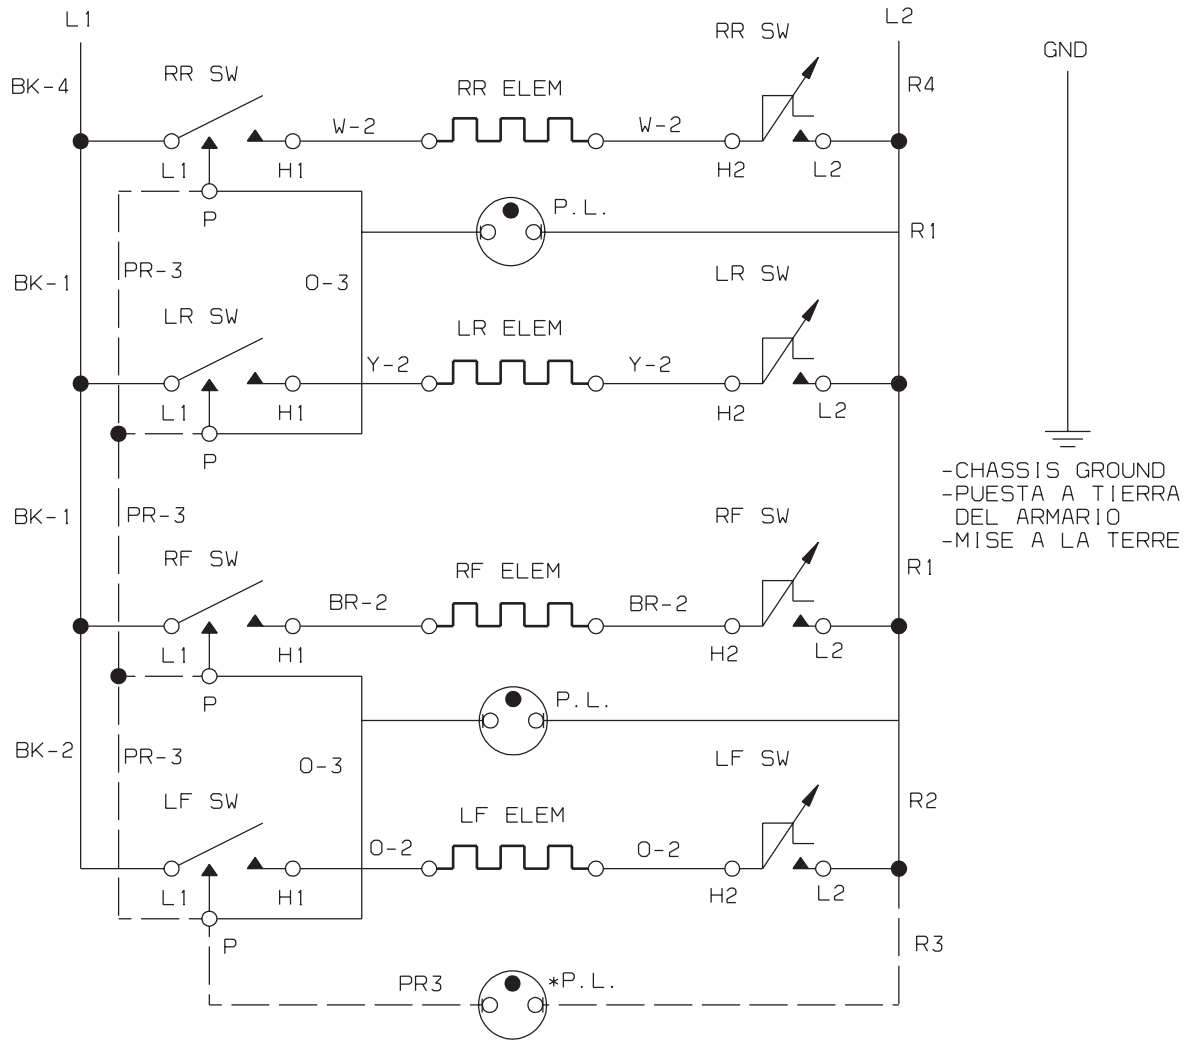 L1
L2
RR SW
GND
RR SW
BK-4
R4
RR ELEM
W-2
W-2
L1
H1
H2
L2
P
P.L.
R1
PR-3
LR SW
BK-1
O-3
LR SW
LR ELEM
Y-2
Y-2
L1
H1
H2
L2
P
-CHASSIS GROUND
-PUESTA A TIERRA
DEL ARMARIO
-MISE A LA TERRE
BK-1
PR-3
RF SW
RF SW
RF ELEM
R1
BR-2
BR-2
L1
H1
H2
L2
P
P.L.
BK-2
PR-3
O-3
LF SW
LF SW
R2
LF ELEM
O-2
O-2
L1
H1
H2
L2
P
R3
PR3
*P.L.